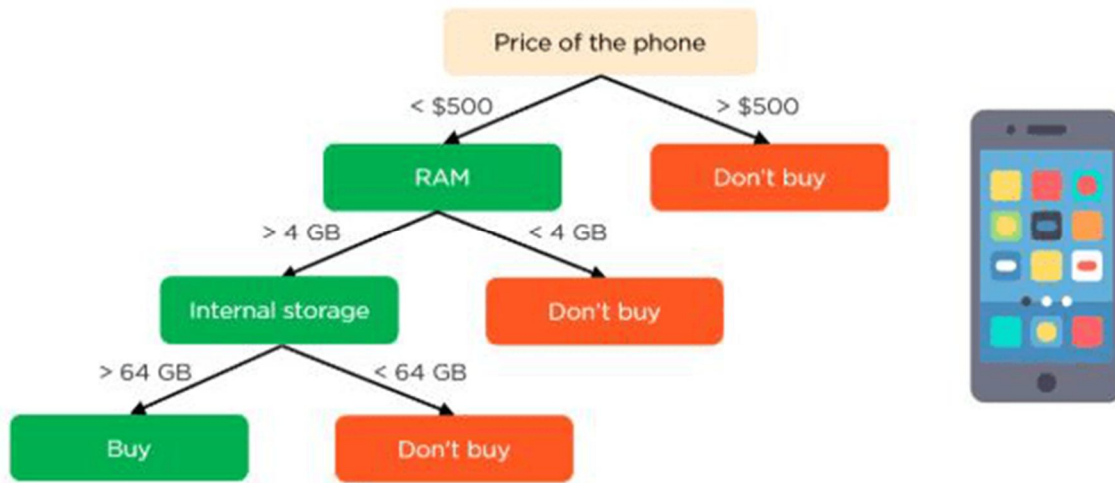 Price of the phone
< $500
> $500
RAM
Don't buy
> 4 GB
< 4 GB
Internal storage
Don't buy
> 64 GB
< 64 GB
Buy
Don't buy